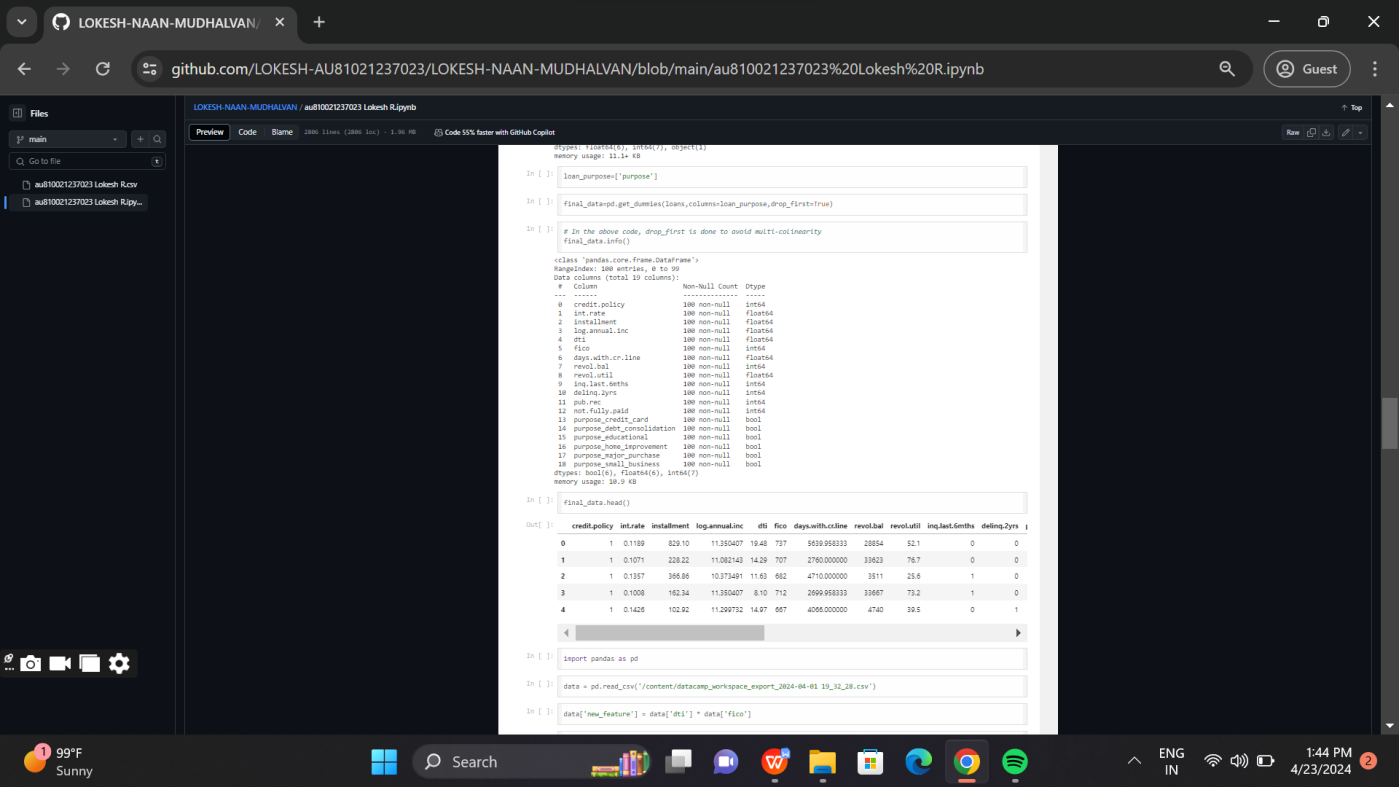 LOKESH-NAAN-MUDHALVAN/
github.com/LOKESH-AU81021237023/LOKESH-NAAN-MUDHALVAN/blob/main/au810021237023%20Lokesh%20R.ipynb
Guest
Files
LOKESH-NAAN-MUDHALVAN / au810021237023 Lokesh R.ipynb
Top
main
Preview Code Blame 2806 lines (2806 loc) · 1.96 MB Code 55% faster with GitHub Copilot
Raw
Go to file t
au810021237023 Lokesh R.csv
au810021237023 Lokesh R.ipy...
dtypes: float64(6), int64(7), object(1)
memory usage: 11.1+ KB
In [ ]: loan_purpose=['purpose']
In [ ]: final_data=pd.get_dummies(loans,columns=loan_purpose,drop_first=True)
In [ ]: # In the above code, drop_first is done to avoid multi-colinearity
final_data.info()
<class 'pandas.core.frame.DataFrame'>
RangeIndex: 100 entries, 0 to 99
Data columns (total 19 columns):
# Column Non-Null Count Dtype
--- ------ -------------- -----
0 credit.policy 100 non-null int64
1 int.rate 100 non-null float64
2 installment 100 non-null float64
3 log.annual.inc 100 non-null float64
4 dti 100 non-null float64
5 fico 100 non-null int64
6 days.with.cr.line 100 non-null float64
7 revol.bal 100 non-null int64
8 revol.util 100 non-null float64
9 inq.last.6mths 100 non-null int64
10 delinq.2yrs 100 non-null int64
11 pub.rec 100 non-null int64
12 not.fully.paid 100 non-null int64
13 purpose_credit_card 100 non-null bool
14 purpose_debt_consolidation 100 non-null bool
15 purpose_educational 100 non-null bool
16 purpose_home_improvement 100 non-null bool
17 purpose_major_purchase 100 non-null bool
18 purpose_small_business 100 non-null bool
dtypes: bool(6), float64(6), int64(7)
memory usage: 10.9 KB
In [ ]: final_data.head()
Out[ ]: credit.policy int.rate installment log.annual.inc dti fico days.with.cr.line revol.bal revol.util inq.last.6mths delinq.2yrs
0 1 0.1189 829.10 11.350407 19.48 737 5639.958333 28854 52.1 0 0
1 1 0.1071 228.22 11.082143 14.29 707 2760.000000 33623 76.7 0 0
2 1 0.1357 366.86 10.373491 11.63 682 4710.000000 3511 25.6 1 0
3 1 0.1008 162.34 11.350407 8.10 712 2699.958333 33667 73.2 1 0
4 1 0.1426 102.92 11.299732 14.97 667 4066.000000 4740 39.5 0 1
In [ ]: import pandas as pd
In [ ]: data = pd.read_csv('/content/datacamp_workspace_export_2024-04-01 19_32_28.csv')
In [ ]: data['new_feature'] = data['dti'] * data['fico']
1
99°F
Sunny
Search
ENG
IN
1:44 PM
4/23/2024
2